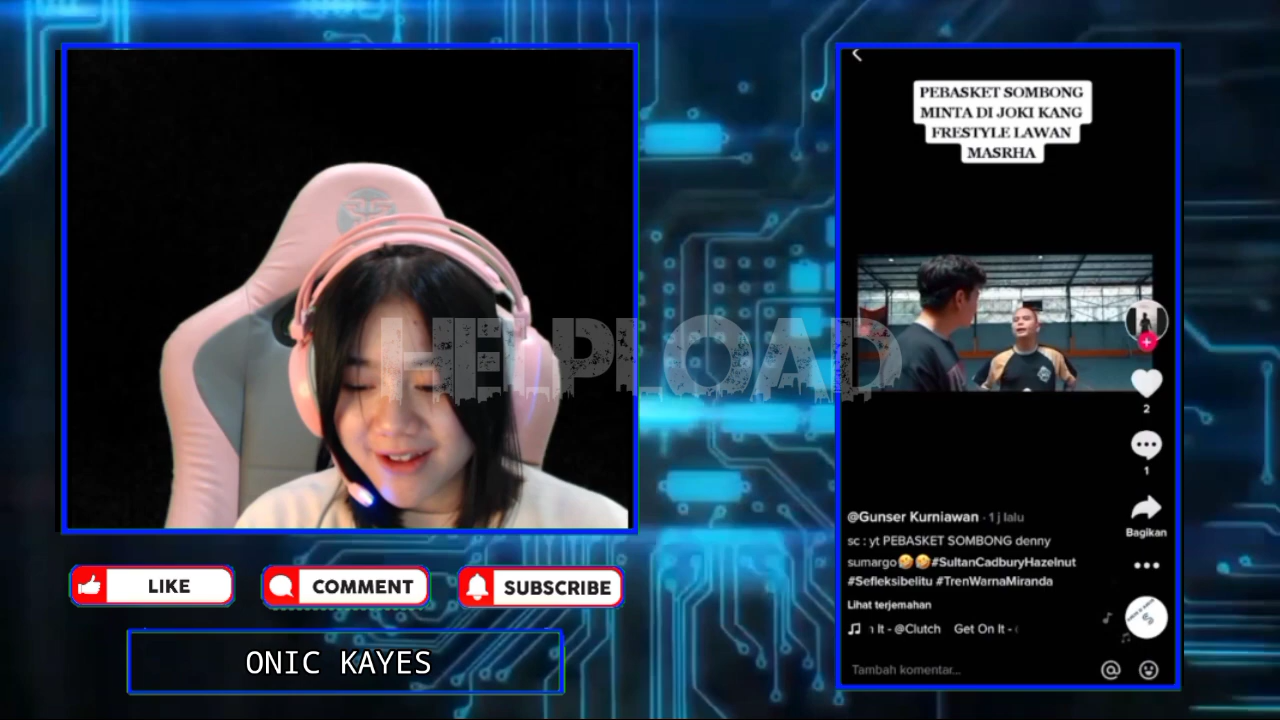 PEBASKET SOMBONG
MINTA DI JOKI KANG
FRESTYLE LAWAN
MASRHA
HELPLOAD
2
1
@Gunser Kurniawan · 1 j lalu
Bagikan
sc : yt PEBASKET SOMBONG denny
sumargo🤣🤣#SultanCadburyHazelnut
#Sefleksibelitu #TrenWarnaMiranda
Lihat terjemahan
It - @Clutch Get On It -
Tambah komentar...
LIKE
COMMENT
SUBSCRIBE
ONIC KAYES